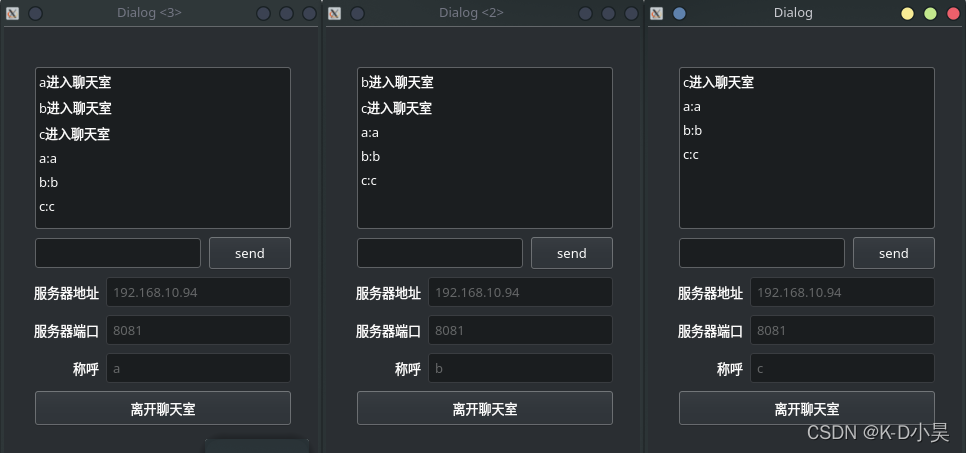 Dialog <3>
a进入聊天室
b进入聊天室
c进入聊天室
a:a
b:b
c:c
send
服务器地址 192.168.10.94
服务器端口 8081
称呼 a
离开聊天室
Dialog <2>
b进入聊天室
c进入聊天室
a:a
b:b
c:c
send
服务器地址 192.168.10.94
服务器端口 8081
称呼 b
离开聊天室
Dialog
c进入聊天室
a:a
b:b
c:c
send
服务器地址 192.168.10.94
服务器端口 8081
称呼 c
离开聊天室
CSDN @K-D小昊